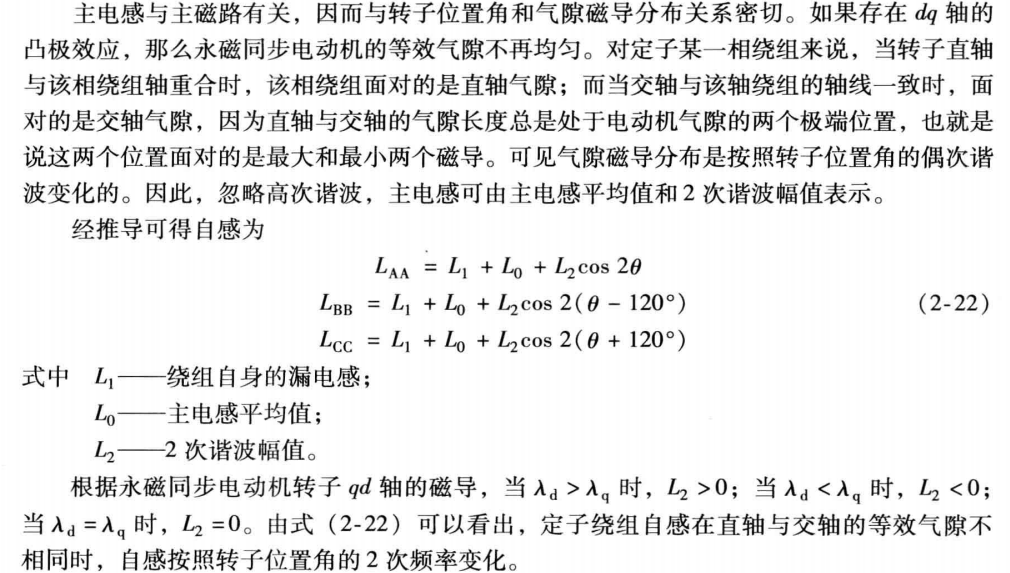 主电感与主磁路有关，因而与转子位置角和气隙磁导分布关系密切。如果存在 dq 轴的
凸极效应，那么永磁同步电动机的等效气隙不再均匀。对定子某一相绕组来说，当转子直轴
与该相绕组轴重合时，该相绕组面对的是直轴气隙；而当交轴与该轴绕组的轴线一致时，面
对的是交轴气隙，因为直轴与交轴的气隙长度总是处于电动机气隙的两个极端位置，也就是
说这两个位置面对的是最大和最小两个磁导。可见气隙磁导分布是按照转子位置角的偶次谐
波变化的。因此，忽略高次谐波，主电感可由主电感平均值和 2 次谐波幅值表示。
经推导可得自感为
L_AA = L_1 + L_0 + L_2 cos 2θ
L_BB = L_1 + L_0 + L_2 cos 2(θ - 120°) (2-22)
L_CC = L_1 + L_0 + L_2 cos 2(θ + 120°)
式中 L_1——绕组自身的漏电感；
L_0——主电感平均值；
L_2——2 次谐波幅值。
根据永磁同步电动机转子 qd 轴的磁导，当 λ_d > λ_q 时，L_2 >0；当 λ_d < λ_q 时，L_2 <0；
当 λ_d = λ_q 时，L_2 =0。由式（2-22）可以看出，定子绕组自感在直轴与交轴的等效气隙不
相同时，自感按照转子位置角的 2 次频率变化。